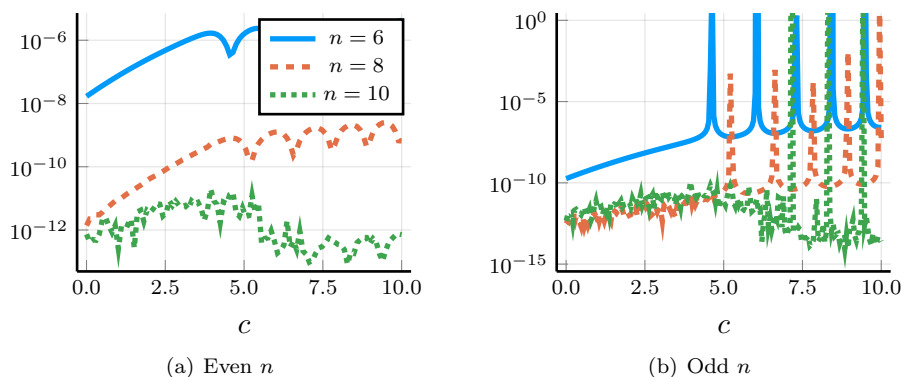 10⁻⁶
10⁻⁸
10⁻¹⁰
10⁻¹²
n = 6
n = 8
n = 10
0.0 2.5 5.0 7.5 10.0
c
(a) Even n
10⁰
10⁻⁵
10⁻¹⁰
10⁻¹⁵
0.0 2.5 5.0 7.5 10.0
c
(b) Odd n